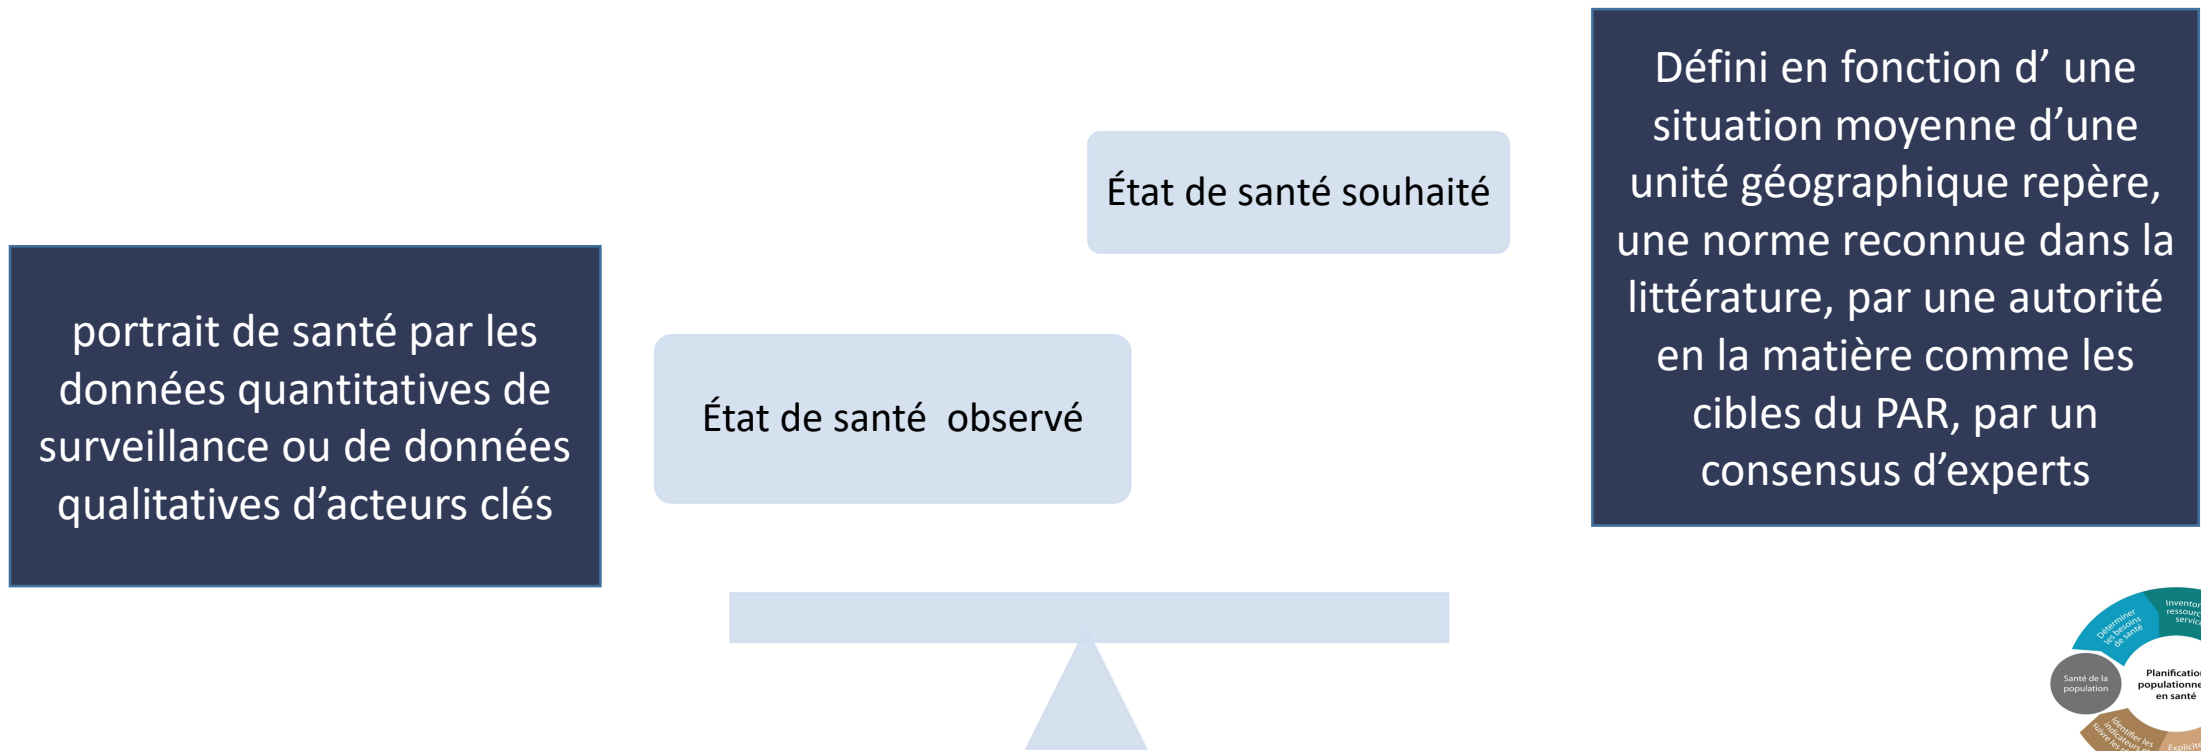 portrait de santé par les
données quantitatives de
surveillance ou de données
qualitatives d’acteurs clés
État de santé  observé
État de santé souhaité
Défini en fonction d’ une
situation moyenne d’une
unité géographique repère,
une norme reconnue dans la
littérature, par une autorité
en la matière comme les
cibles du PAR, par un
consensus d’experts
Déterminer
les besoins
de santé
Santé de la
population
en santé
Identifier les